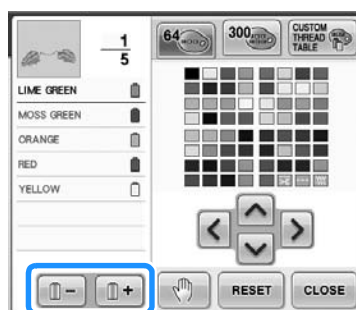 1
5
64
300
CUSTOM
THREAD
TABLE
LIME GREEN
MOSS GREEN
ORANGE
RED
YELLOW
−
+
RESET
CLOSE